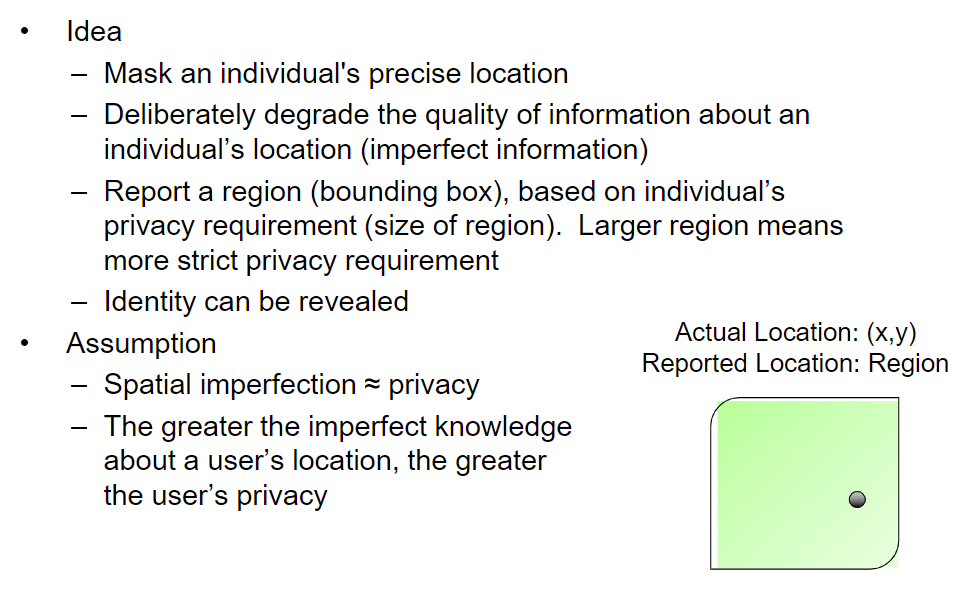 • Idea
– Mask an individual's precise location
– Deliberately degrade the quality of information about an
individual’s location (imperfect information)
– Report a region (bounding box), based on individual’s
privacy requirement (size of region).  Larger region means
more strict privacy requirement
– Identity can be revealed
• Assumption
– Spatial imperfection ≈ privacy
– The greater the imperfect knowledge
about a user’s location, the greater
the user’s privacy
Actual Location: (x,y)
Reported Location: Region